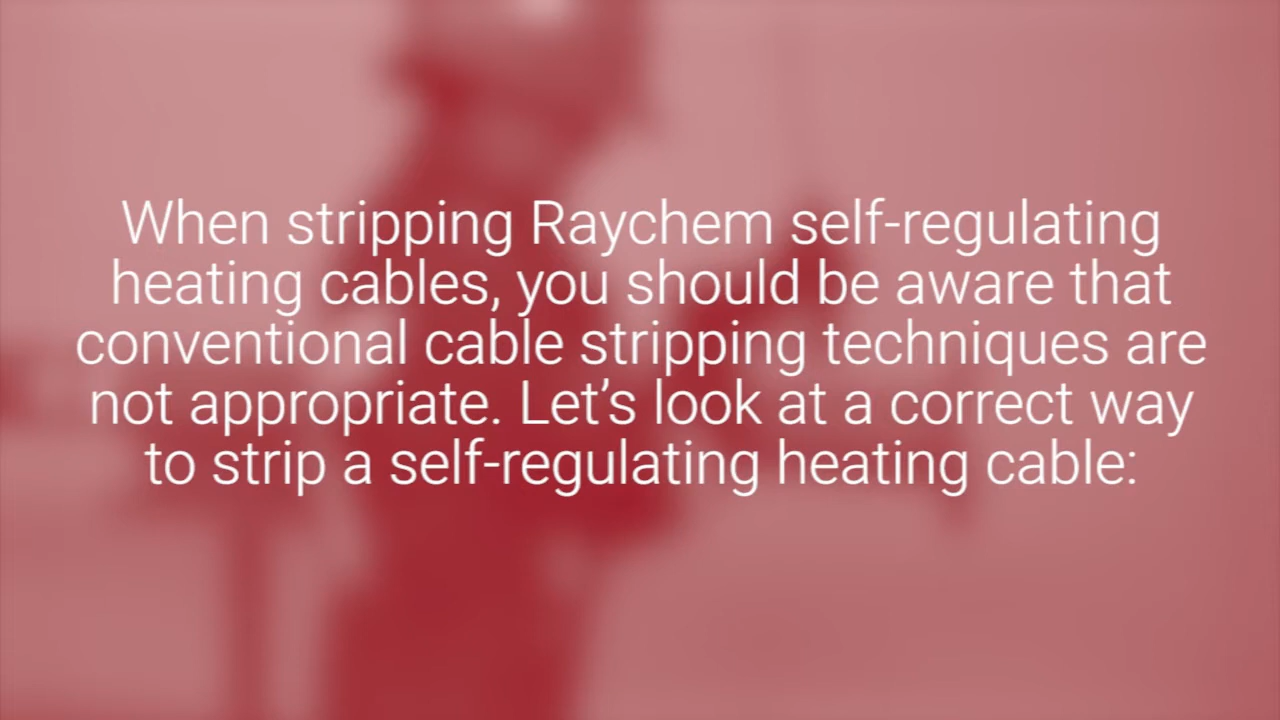 When stripping Raychem self-regulating
heating cables, you should be aware that
conventional cable stripping techniques are
not appropriate. Let’s look at a correct way
to strip a self-regulating heating cable: